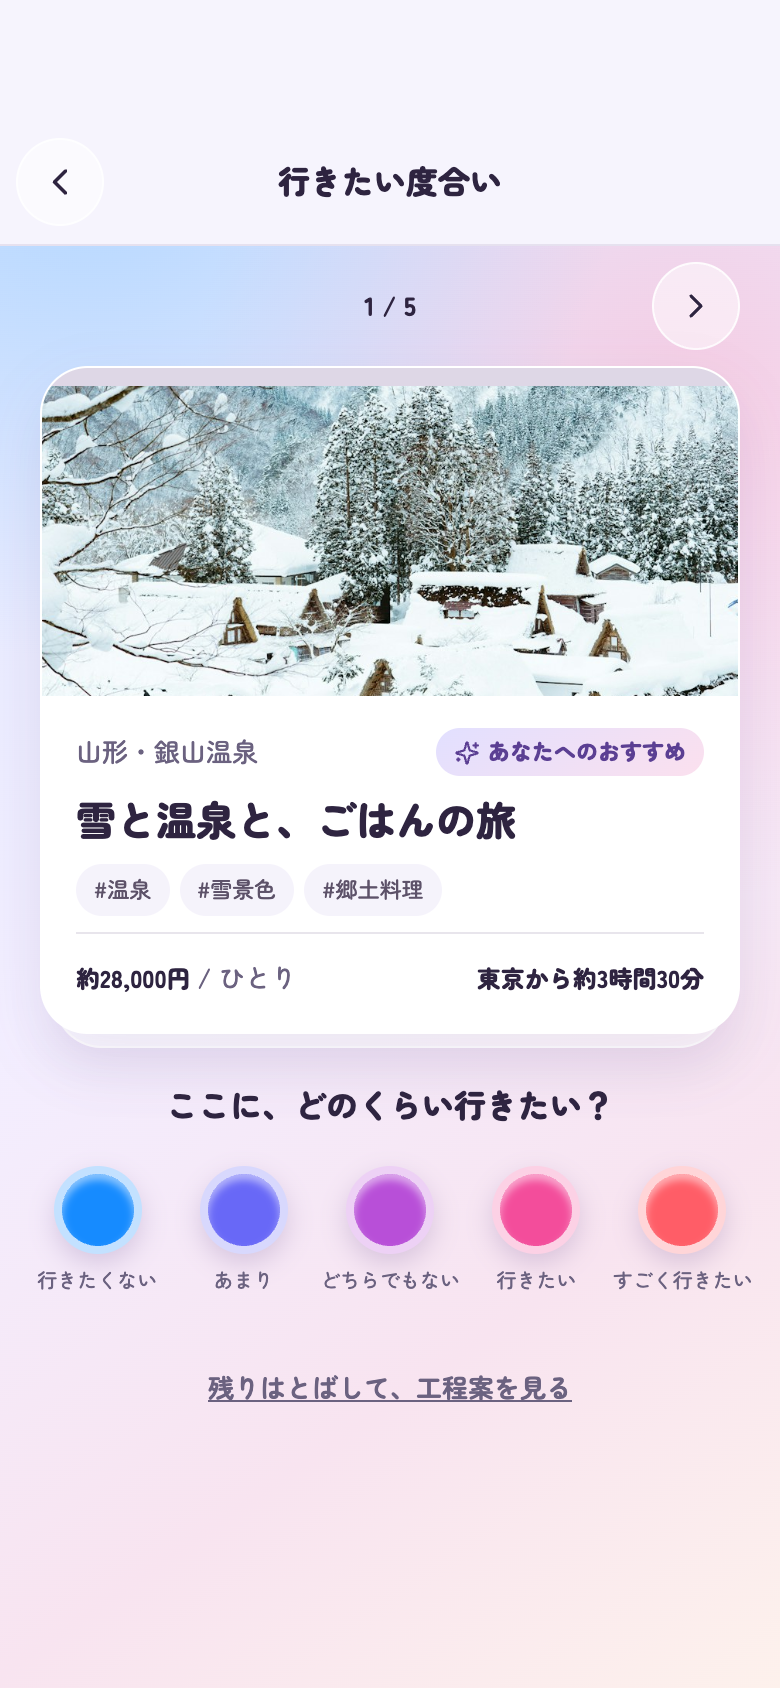 行きたい度合い
1 / 5
山形・銀山温泉
あなたへのおすすめ
雪と温泉と、ごはんの旅
#温泉 #雪景色 #郷土料理
約28,000円 / ひとり
東京から約3時間30分
ここに、どのくらい行きたい？
行きたくない あまり どちらでもない 行きたい すごく行きたい
残りはとばして、工程案を見る